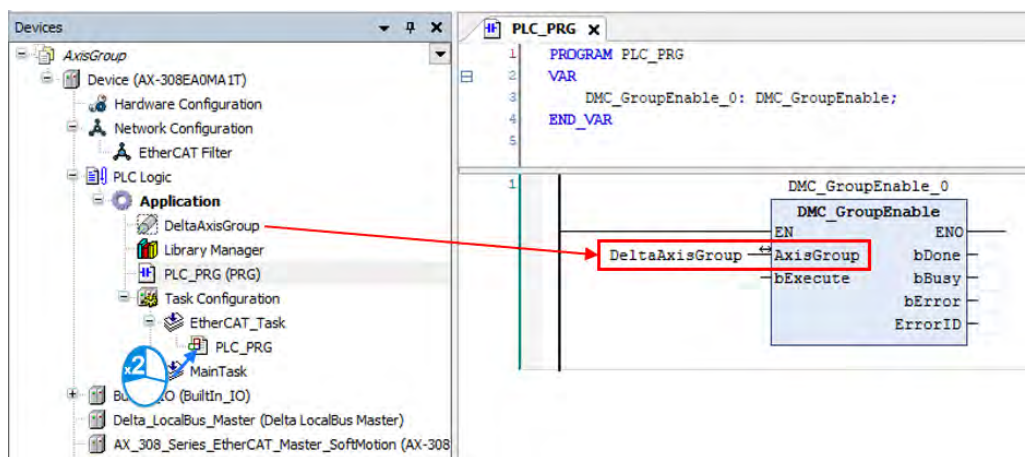 Devices
AxisGroup
Device (AX-308EA0MA1T)
Hardware Configuration
Network Configuration
EtherCAT Filter
PLC Logic
Application
DeltaAxisGroup
Library Manager
PLC_PRG (PRG)
Task Configuration
EtherCAT_Task
PLC_PRG
x2
MainTask
_IO (BuiltIn_IO)
Delta_LocalBus_Master (Delta LocalBus Master)
AX_308_Series_EtherCAT_Master_SoftMotion (AX-308
PLC_PRG X
1 PROGRAM PLC_PRG
2 VAR
3 DMC_GroupEnable_0: DMC_GroupEnable;
4 END_VAR
5
1 DMC_GroupEnable_0
DMC_GroupEnable
EN ENO
DeltaAxisGroup AxisGroup bDone
bExecute bBusy
bError
ErrorID